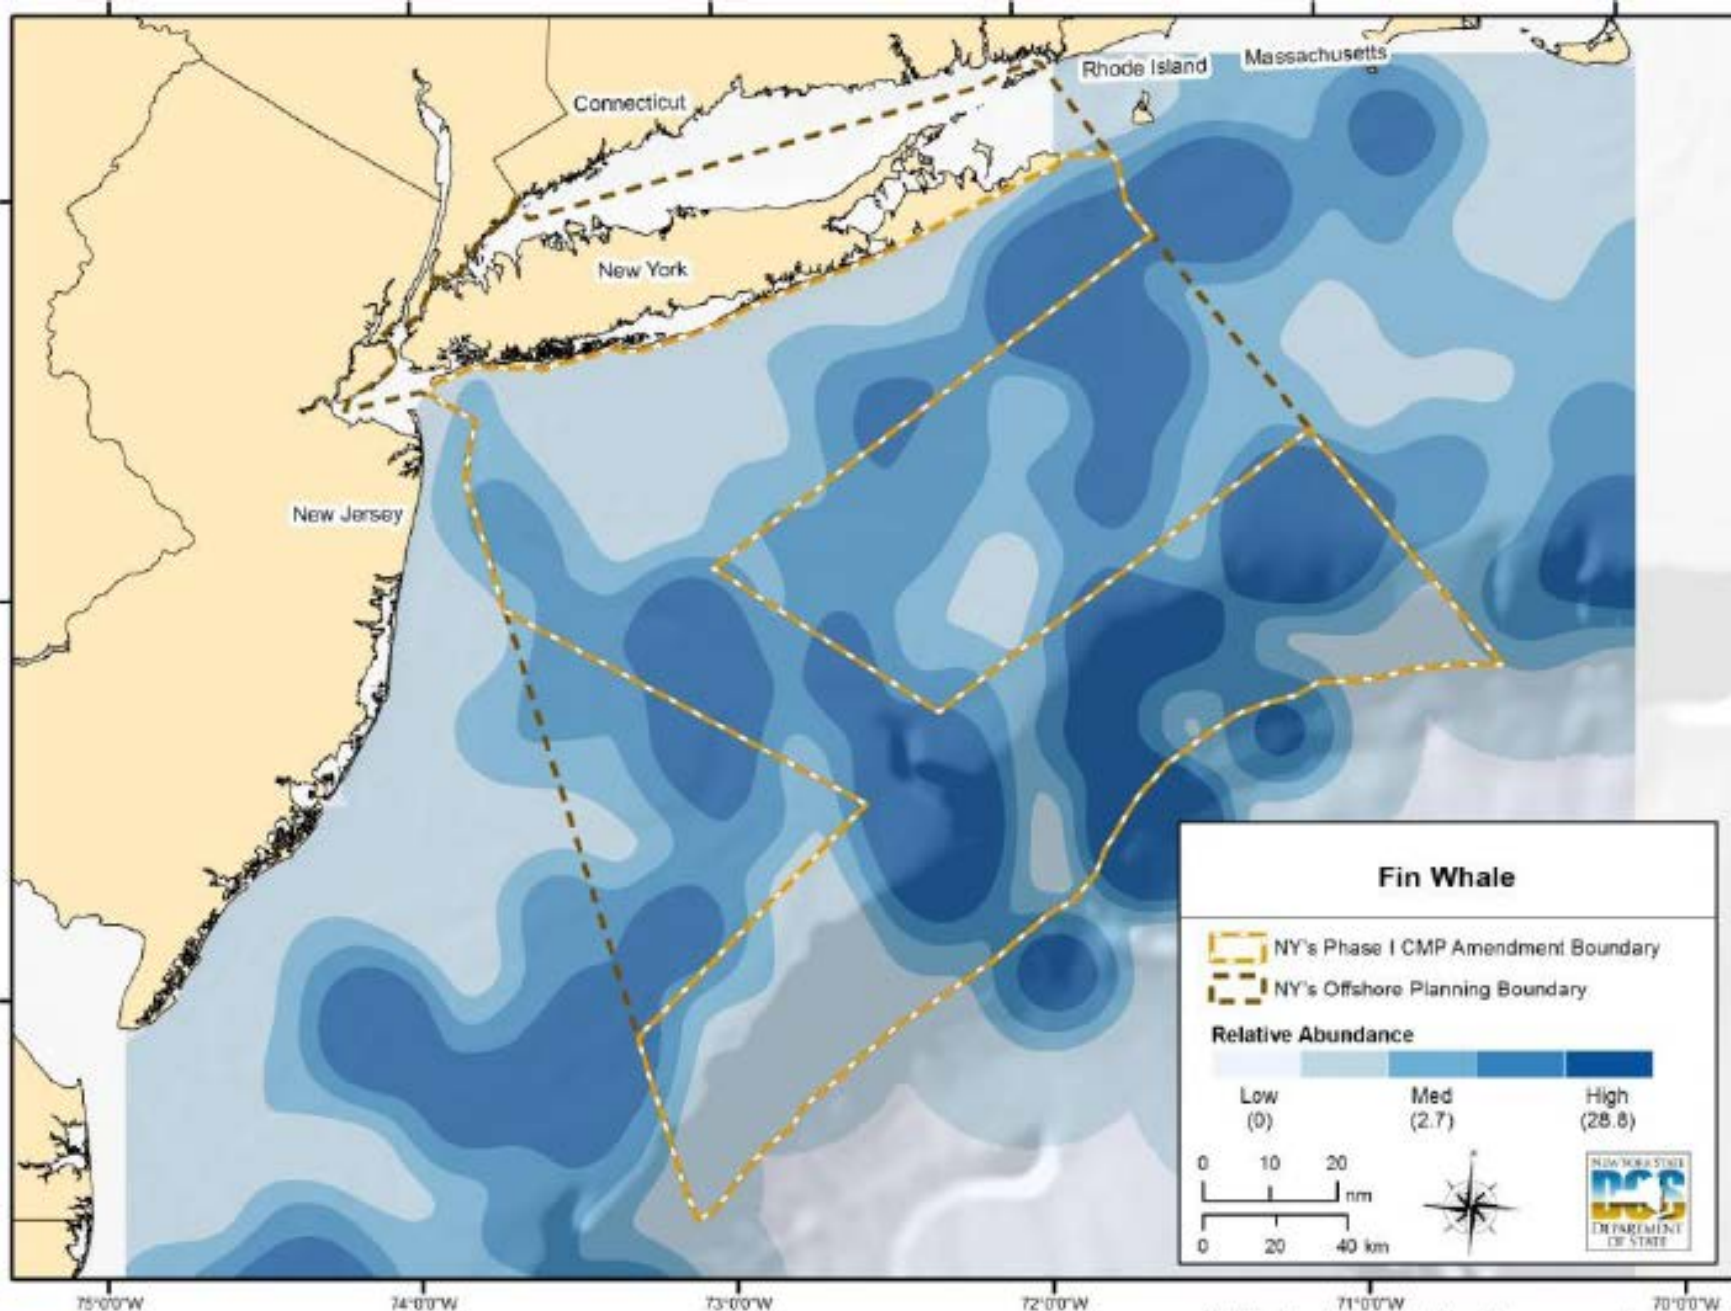 Massachusetts
Rhode Island
Connecticut
New York
New Jersey
Fin Whale
NY's Phase I CMP Amendment Boundary
NY's Offshore Planning Boundary
Relative Abundance
Low Med High
(0) (2.7) (28.8)
0 10 20
nm
0 20 40 km
NEW YORK STATE
DOS
DEPARTMENT
OF STATE
75°0'0"W 74°0'0"W 73°0'0"W 72°0'0"W 71°0'0"W 70°0'0"W